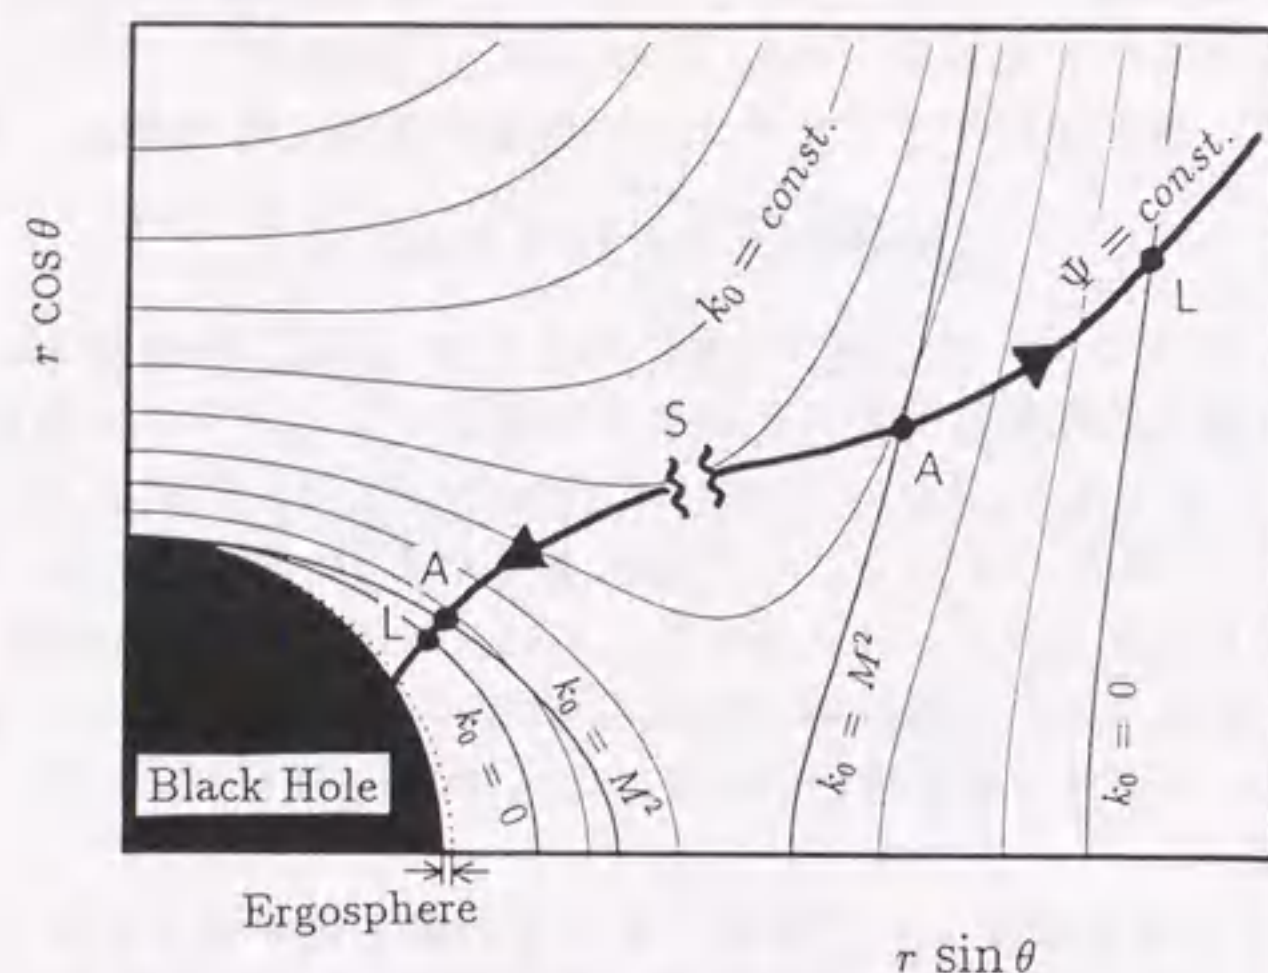 r cos θ
k₀ = const.
Ψ = const.
L
S
A
A
L
k₀ = 0
k₀ = M²
k₀ = M²
k₀ = 0
Black Hole
Ergosphere
r sin θ